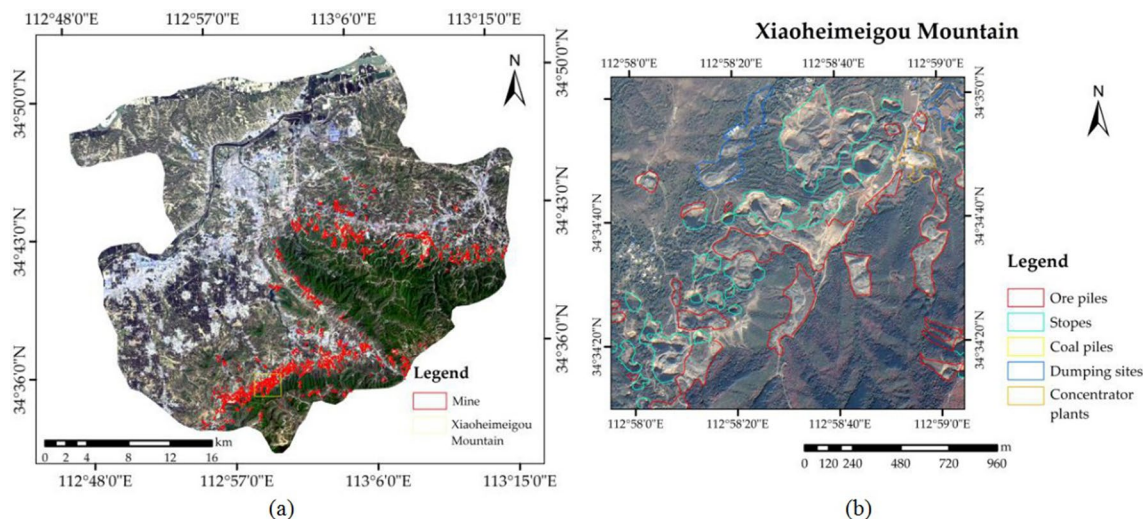 112°48'0"E 112°57'0"E 113°6'0"E 113°15'0"E
34°50'0"N
34°43'0"N
34°36'0"N
34°50'0"N
34°43'0"N
34°36'0"N
N
Legend
Mine
Xiaoheimeigou
Mountain
km
0 2 4 8 12 16
112°48'0"E 112°57'0"E 113°6'0"E 113°15'0"E
(a)
Xiaoheimeigou Mountain
112°58'0"E 112°58'20"E 112°58'40"E 112°59'0"E
34°34'40"N
34°34'20"N
34°35'0"N
34°34'40"N
34°34'20"N
N
Legend
Ore piles
Stopes
Coal piles
Dumping sites
Concentrator
plants
112°58'0"E 112°58'20"E 112°58'40"E 112°59'0"E
m
0 120 240 480 720 960
(b)